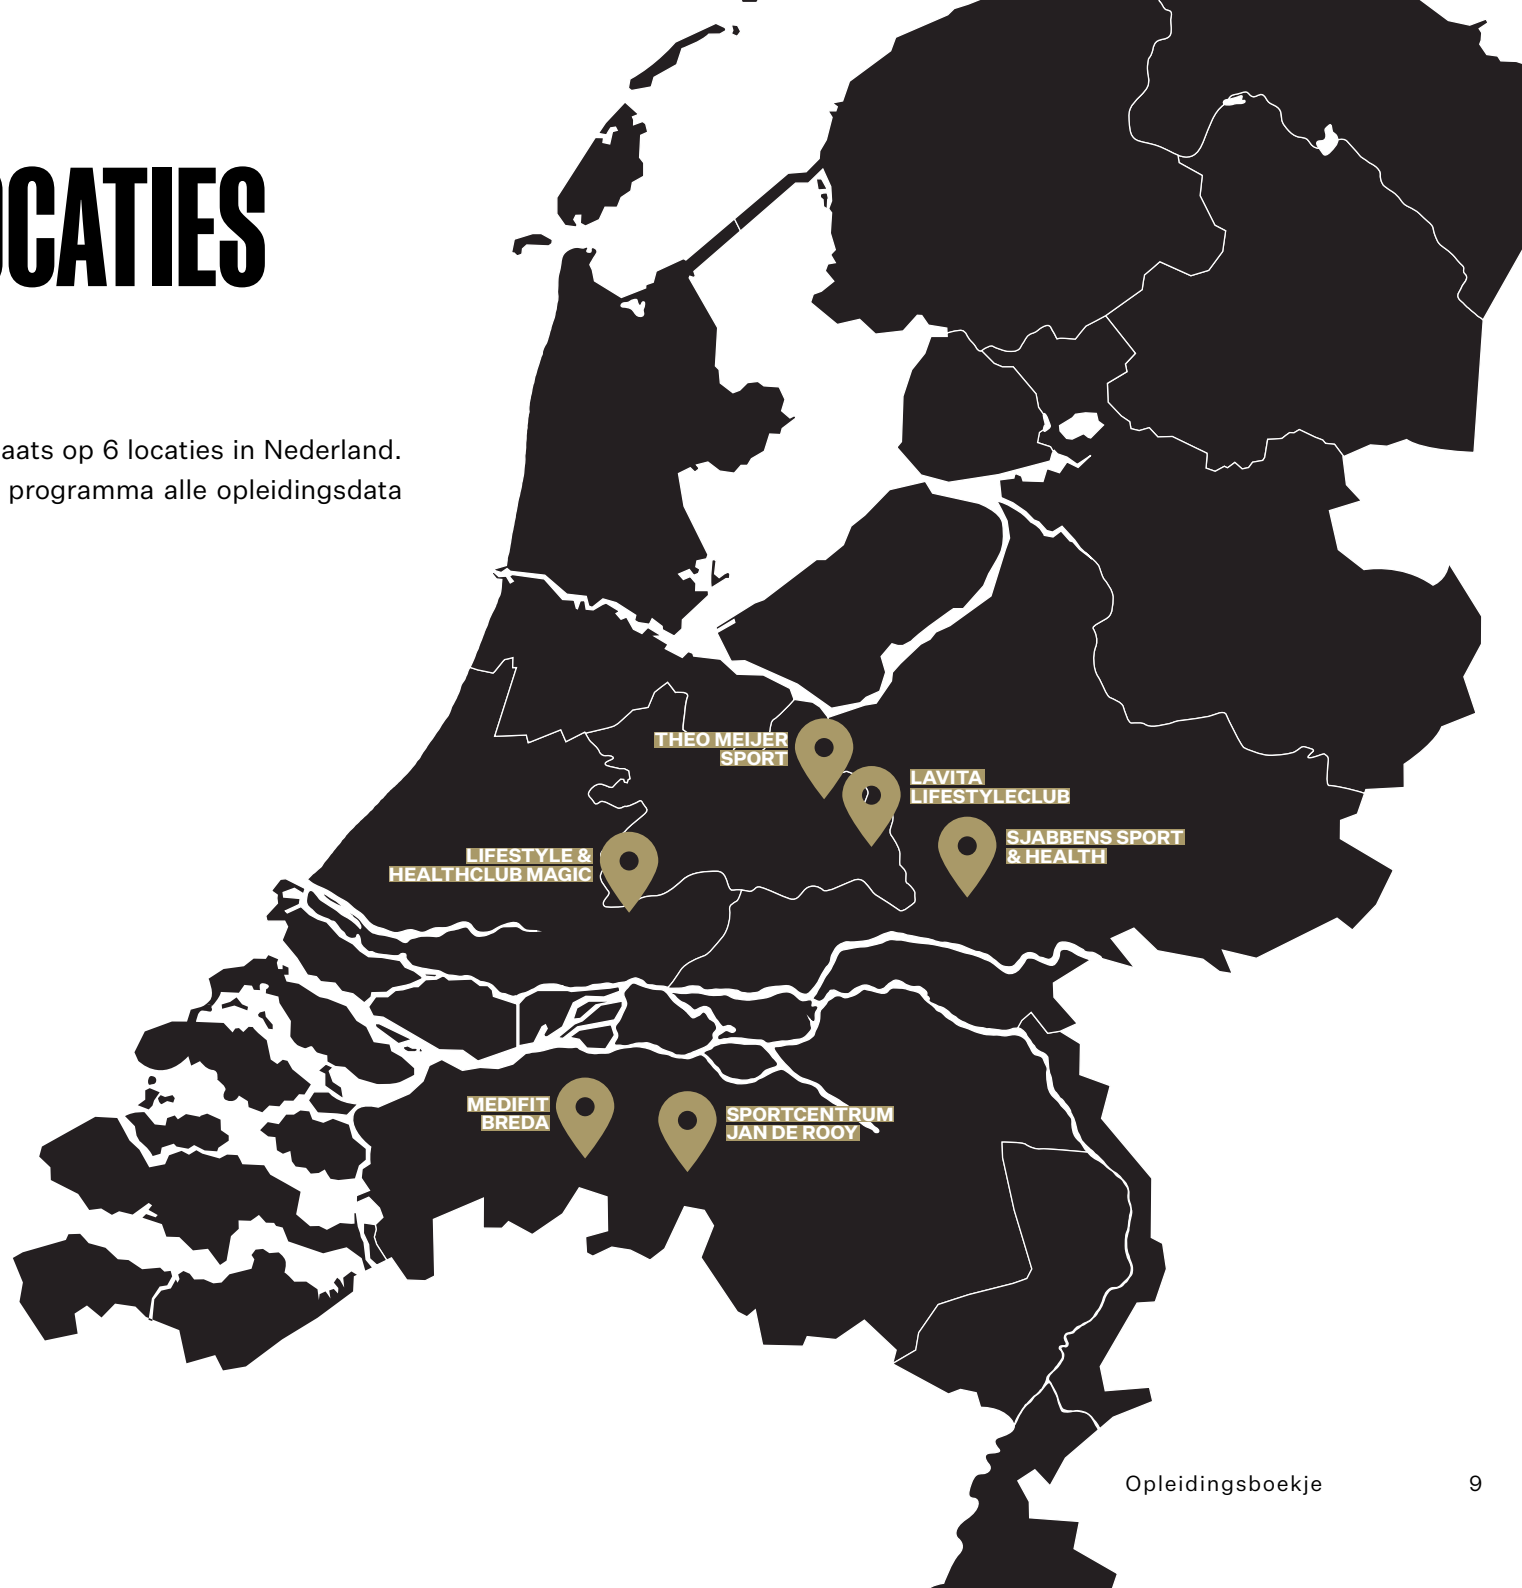 OCATIES
aats op 6 locaties in Nederland.
programma alle opleidingsdata
THEO MEIJER
SPORT
LAVITA
LIFESTYLECLUB
SJABBENS SPORT
& HEALTH
LIFESTYLE &
HEALTHCLUB MAGIC
MEDIFIT
BREDA
SPORTCENTRUM
JAN DE ROOY
Opleidingsboekje 9